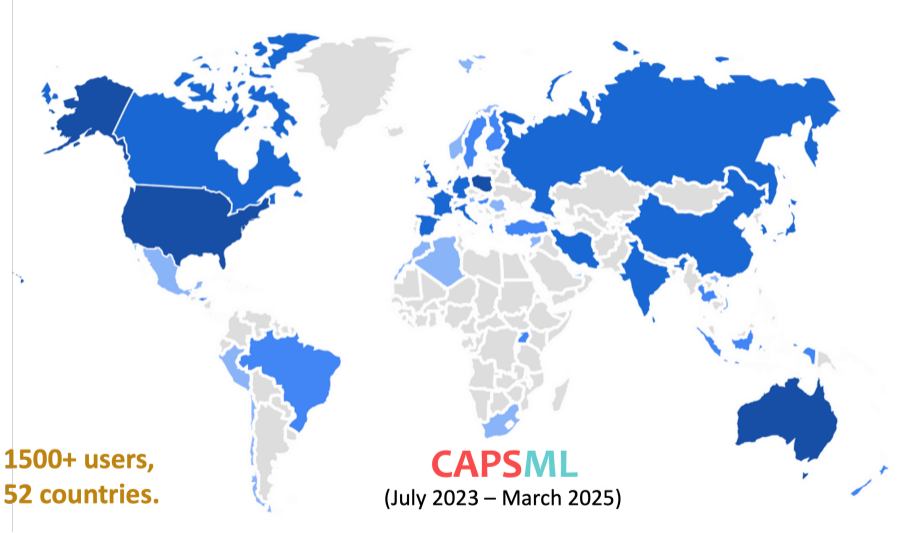 1500+ users,
52 countries.
CAPSML
(July 2023 – March 2025)